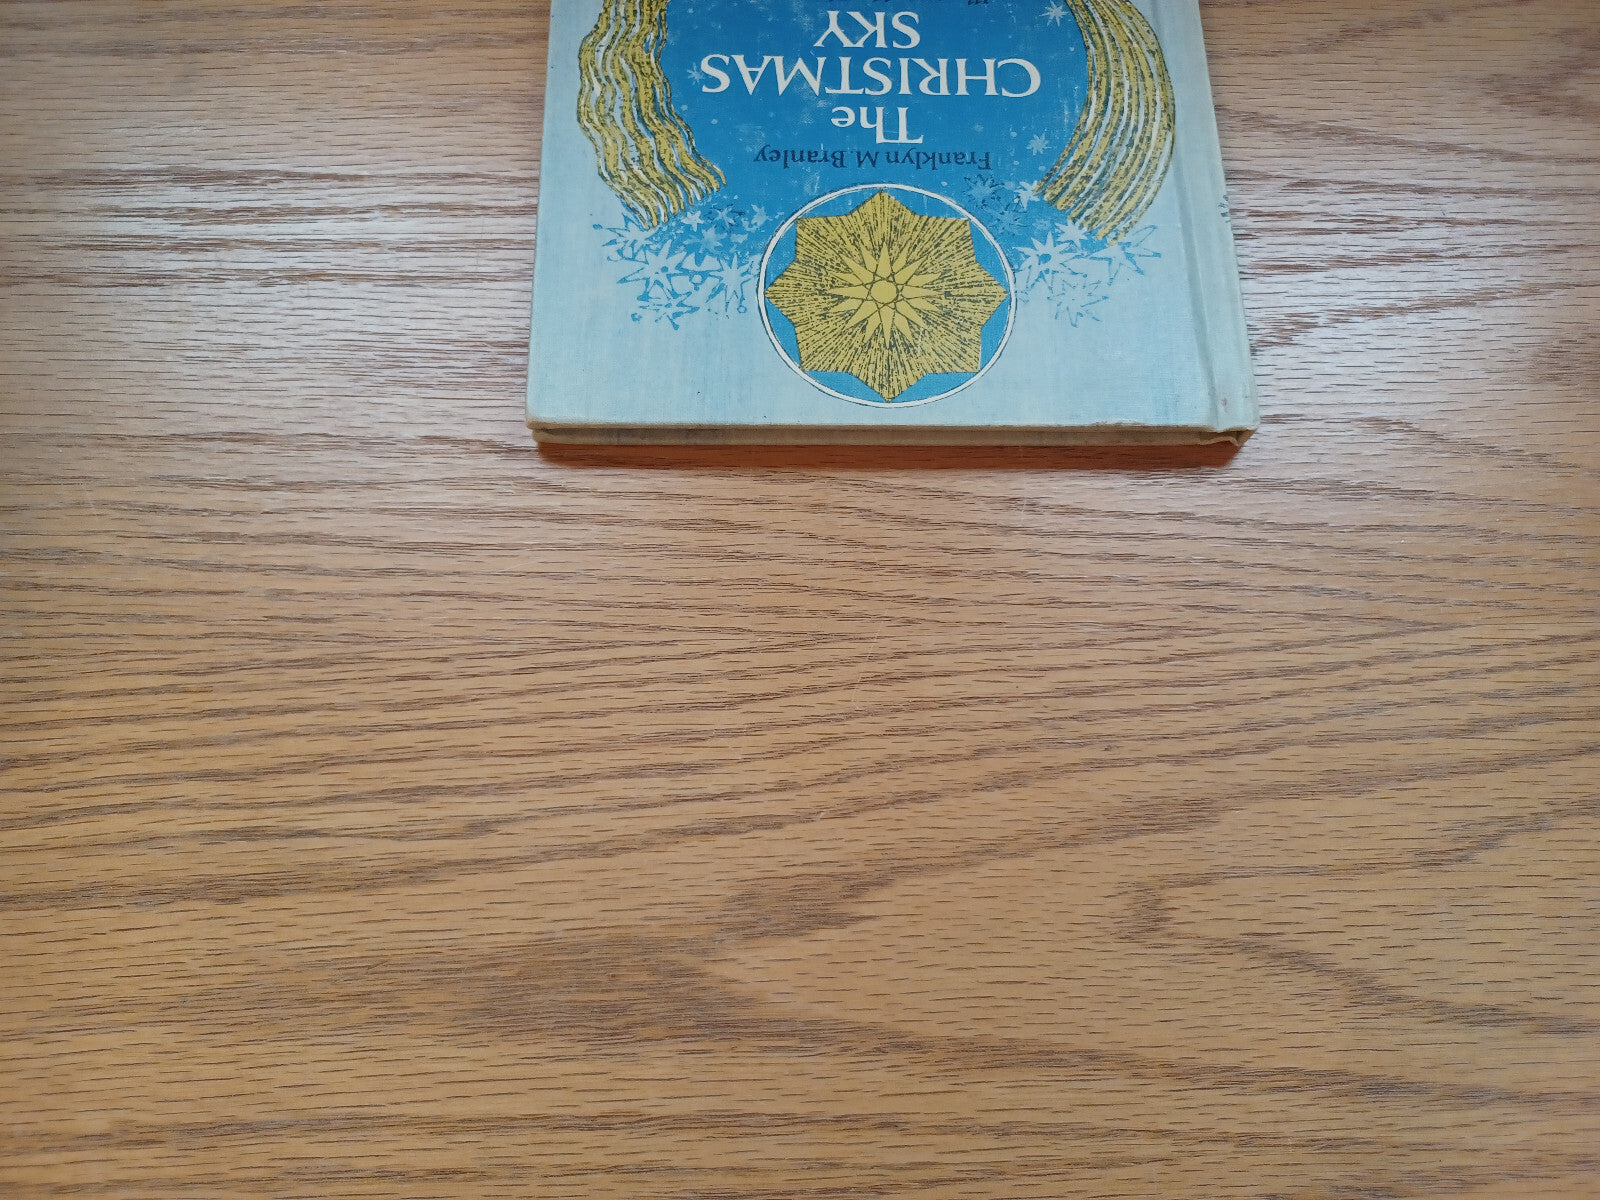 Franklyn M. Branley
The
CHRISTMAS
SKY